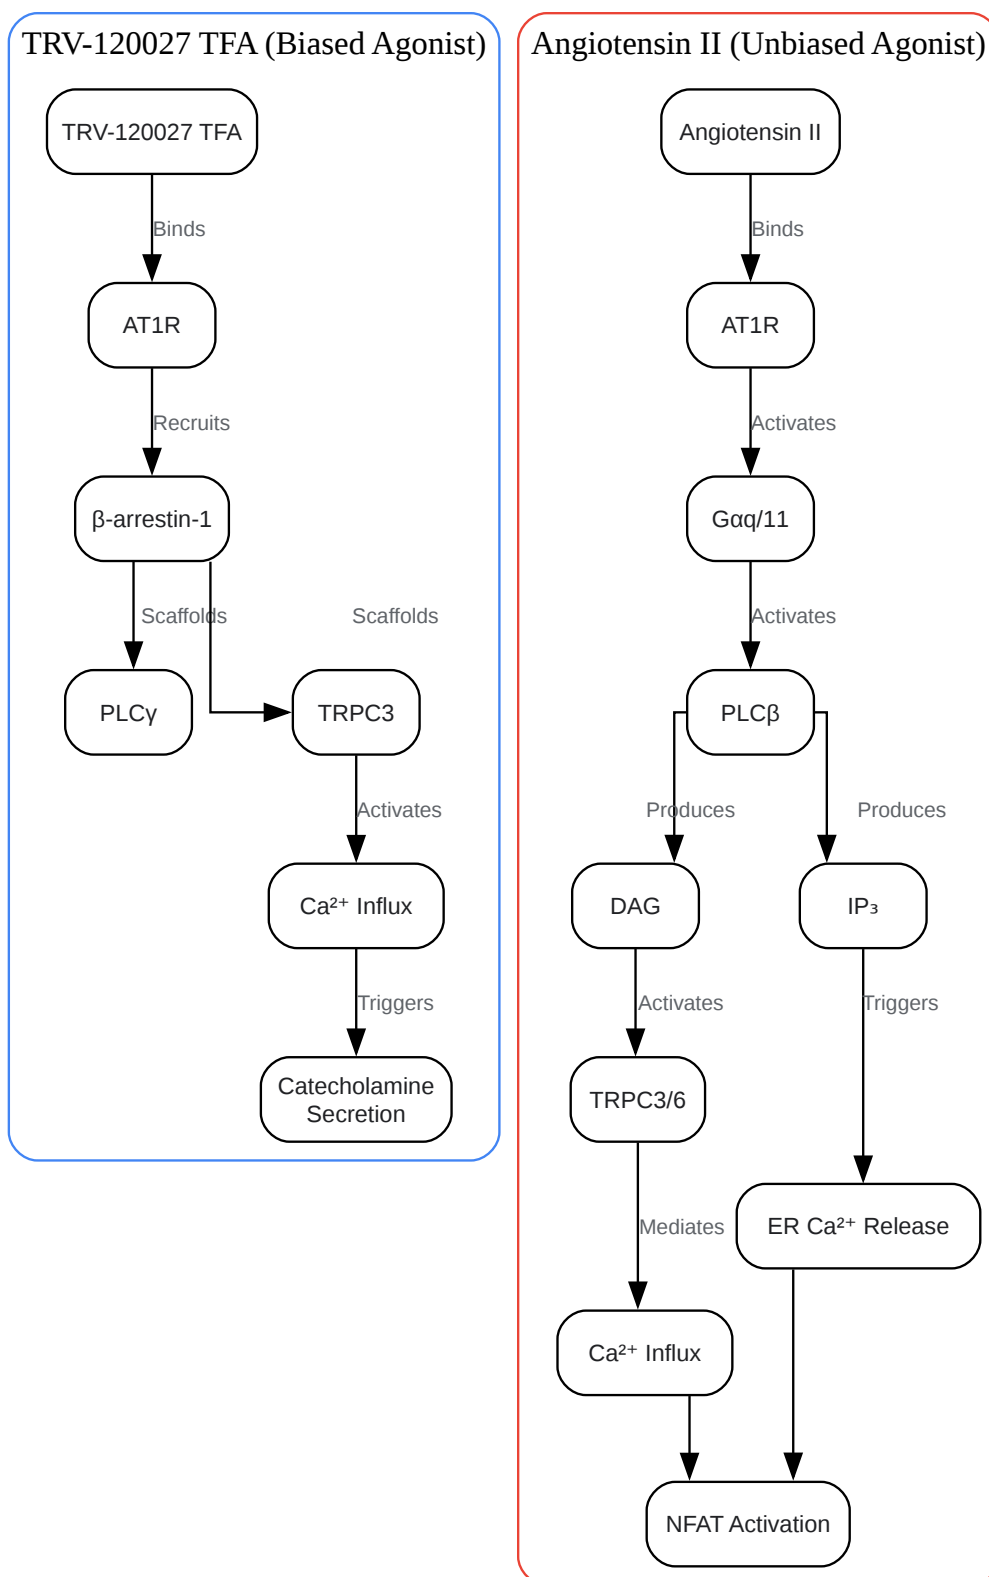 TRV-120027 TFA (Biased Agonist)
TRV-120027 TFA
Binds
AT1R
Recruits
β-arrestin-1
Scaffolds
Scaffolds
PLCγ
TRPC3
Activates
Ca²⁺ Influx
Triggers
Catecholamine
Secretion
Angiotensin II (Unbiased Agonist)
Angiotensin II
Binds
AT1R
Activates
Gαq/11
Activates
PLCβ
Produces
Produces
DAG
IP₃
Activates
Triggers
TRPC3/6
Mediates
ER Ca²⁺ Release
Ca²⁺ Influx
NFAT Activation